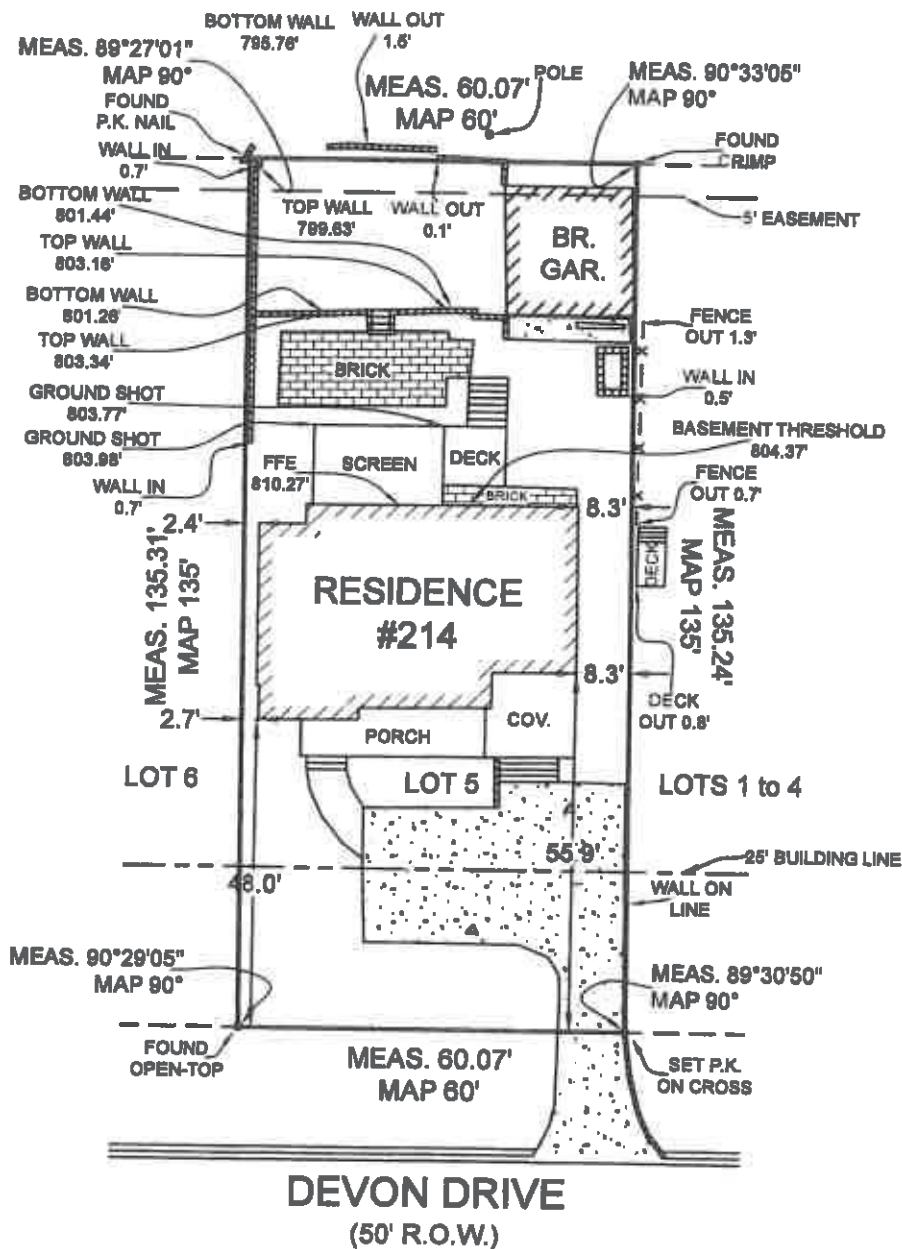 BOTTOM WALL
795.76'
WALL OUT
1.5'
MEAS. 89°27'01"
MAP 90°
MEAS. 60.07'
MAP 60'
POLE
MEAS. 90°33'05"
MAP 90°
FOUND
P.K. NAIL
FOUND
CRIMP
WALL IN
0.7'
BOTTOM WALL
801.44'
TOP WALL
799.63'
WALL OUT
0.1'
5' EASEMENT
TOP WALL
803.16'
BR.
GAR.
BOTTOM WALL
801.26'
FENCE
OUT 1.3'
TOP WALL
803.34'
BRICK
WALL IN
0.5'
GROUND SHOT
803.77'
BASEMENT THRESHOLD
804.37'
GROUND SHOT
803.98'
FFE
810.27'
SCREEN
DECK
WALL IN
0.7'
BRICK
FENCE
OUT 0.7'
2.4'
8.3'
DECK
MEAS. 135.31'
MAP 135'
RESIDENCE
#214
MEAS. 135.24'
MAP 135'
8.3'
DECK
OUT 0.8'
2.7'
PORCH
COV.
LOT 6
LOT 5
LOTS 1 to 4
55.9'
25' BUILDING LINE
48.0'
WALL ON
LINE
MEAS. 90°29'05"
MAP 90°
MEAS. 89°30'50"
MAP 90°
FOUND
OPEN-TOP
MEAS. 60.07'
MAP 60'
SET P.K.
ON CROSS
DEVON DRIVE
(50' R.O.W.)